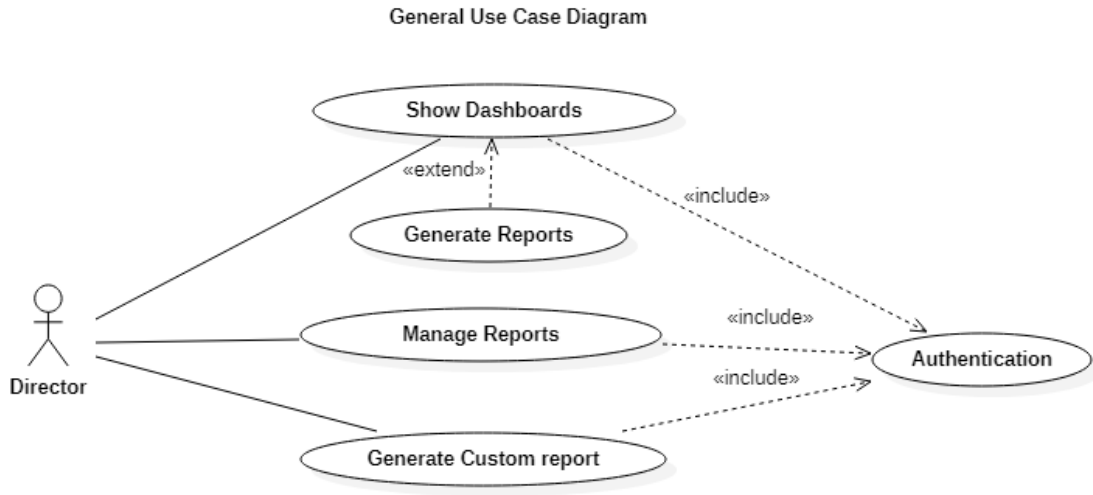 General Use Case Diagram
Show Dashboards
«extend»
«include»
Generate Reports
Manage Reports
«include»
Authentication
Director
«include»
Generate Custom report